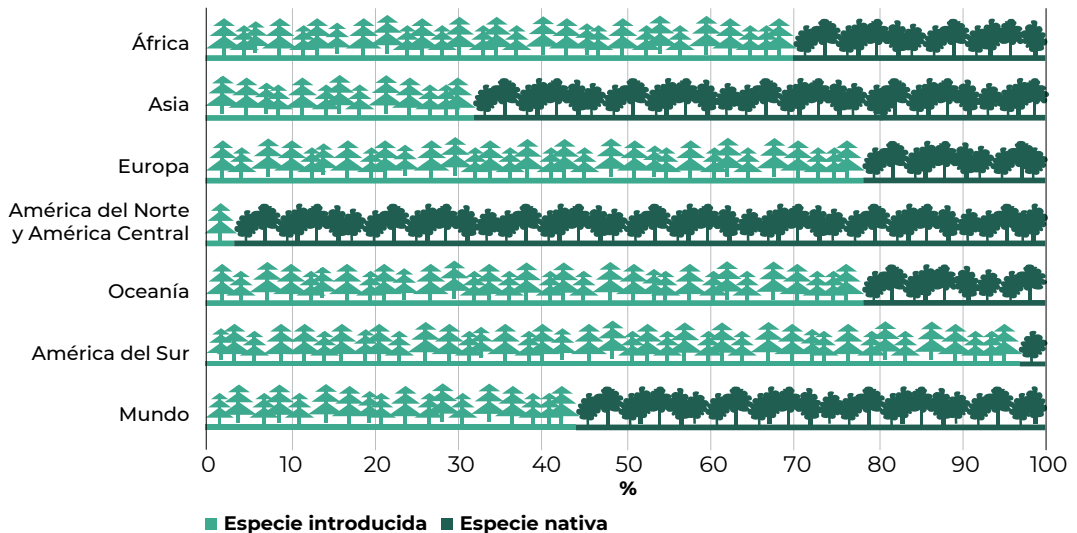 África
Asia
Europa
América del Norte
y América Central
Oceanía
América del Sur
Mundo
0 10 20 30 40 50 60 70 80 90 100
%
Especie introducida Especie nativa